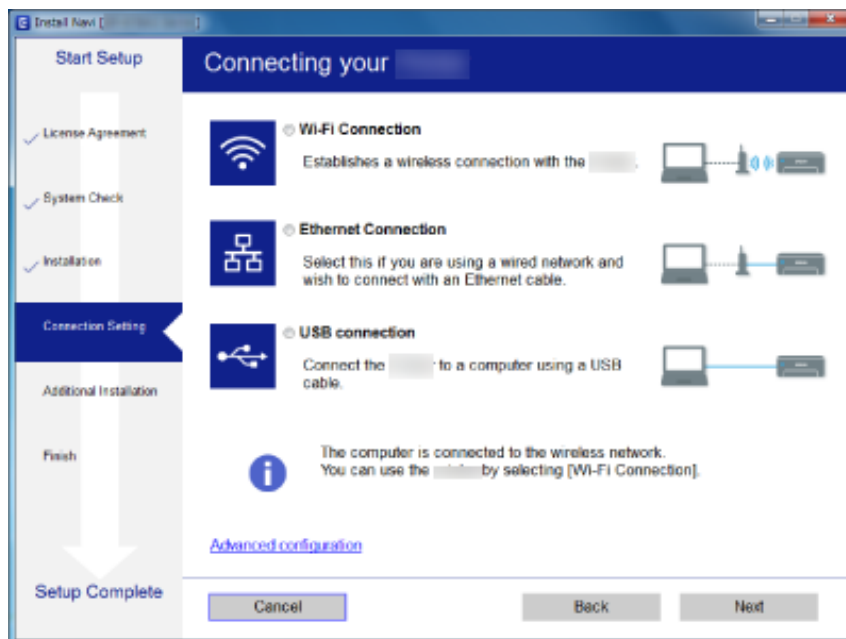 Install Navi [
]
Start Setup
Connecting your
License Agreement
System Check
Installation
Connection Setting
Additional Installation
Finish
Setup Complete
Wi-Fi Connection
Establishes a wireless connection with the .
Ethernet Connection
Select this if you are using a wired network and
wish to connect with an Ethernet cable.
USB connection
Connect the to a computer using a USB
cable.
The computer is connected to the wireless network.
You can use the by selecting [Wi-Fi Connection].
Advanced configuration
Cancel
Back
Next